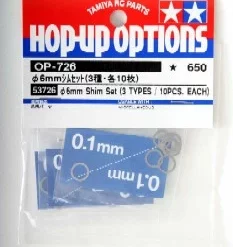 TAMIYA RC PARTS
HOP-UP OPTIONS
OP-726
★ 650
φ6mmシムセット(3種・各10枚)
53726 φ6mm Shim Set (3 TYPES / 10PCS. EACH)
0.1mm
0.1mm